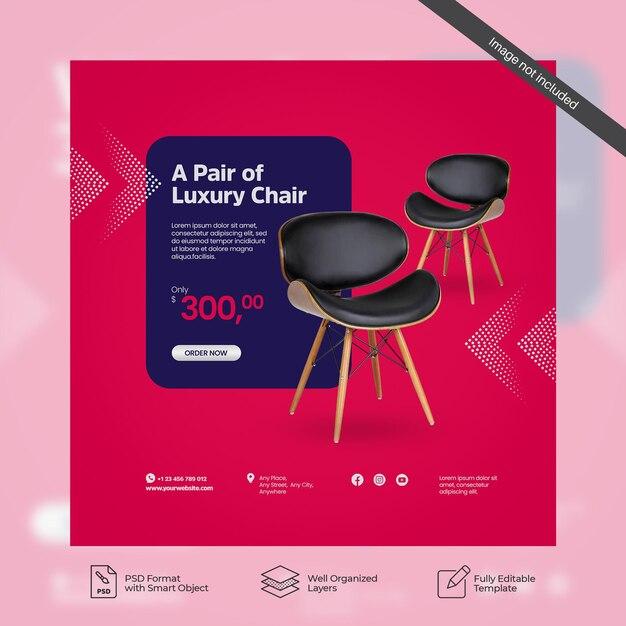 Image not included
A Pair of
Luxury Chair
Lorem ipsum dolor sit amet,
consectetur adipiscing elit, sed
do eiusmod tempor incididunt
ut labore et dolore magna
aliqua.facilisis.
Only
$ 300,00
ORDER NOW
+1 23 456 789 012
www.yourwebsite.com
Any Place,
Any Street, Any City,
Anywhere
Lorem ipsum dolor sit
amet, consectetur
adipiscing elit.
PSD
PSD Format
with Smart Object
Well Organized
Layers
Fully Editable
Template